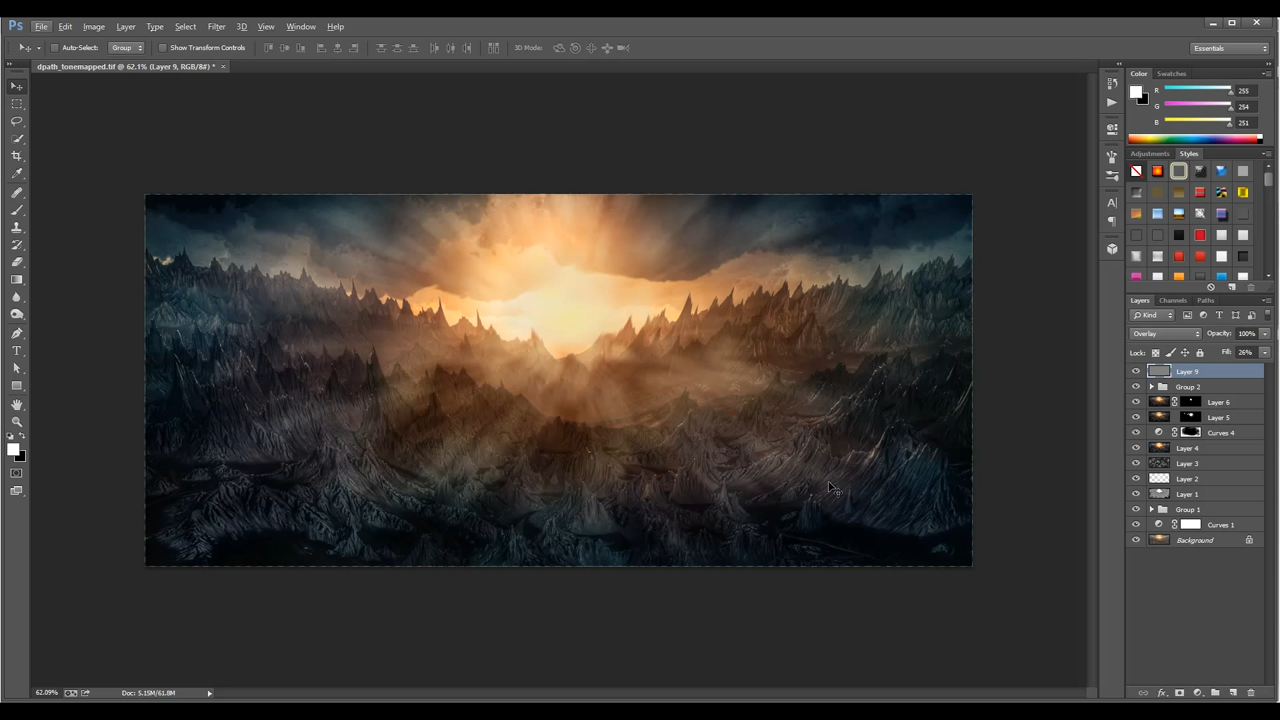 Ps File Edit Image Layer Type Select Filter 3D View Window Help
Auto-Select: Group Show Transform Controls 3D Mode: Essentials
dpath_tonemapped.tif @ 62.1% (Layer 9, RGB/8#) * ×
Color Swatches
R 255
G 254
B 251
Adjustments Styles
Layers Channels Paths
Kind
Overlay Opacity: 100%
Lock: Fill: 26%
Layer 9
Group 2
Layer 6
Layer 5
Curves 4
Layer 4
Layer 3
Layer 2
Layer 1
Group 1
Curves 1
Background
62.09% Doc: 5.15M/61.8M